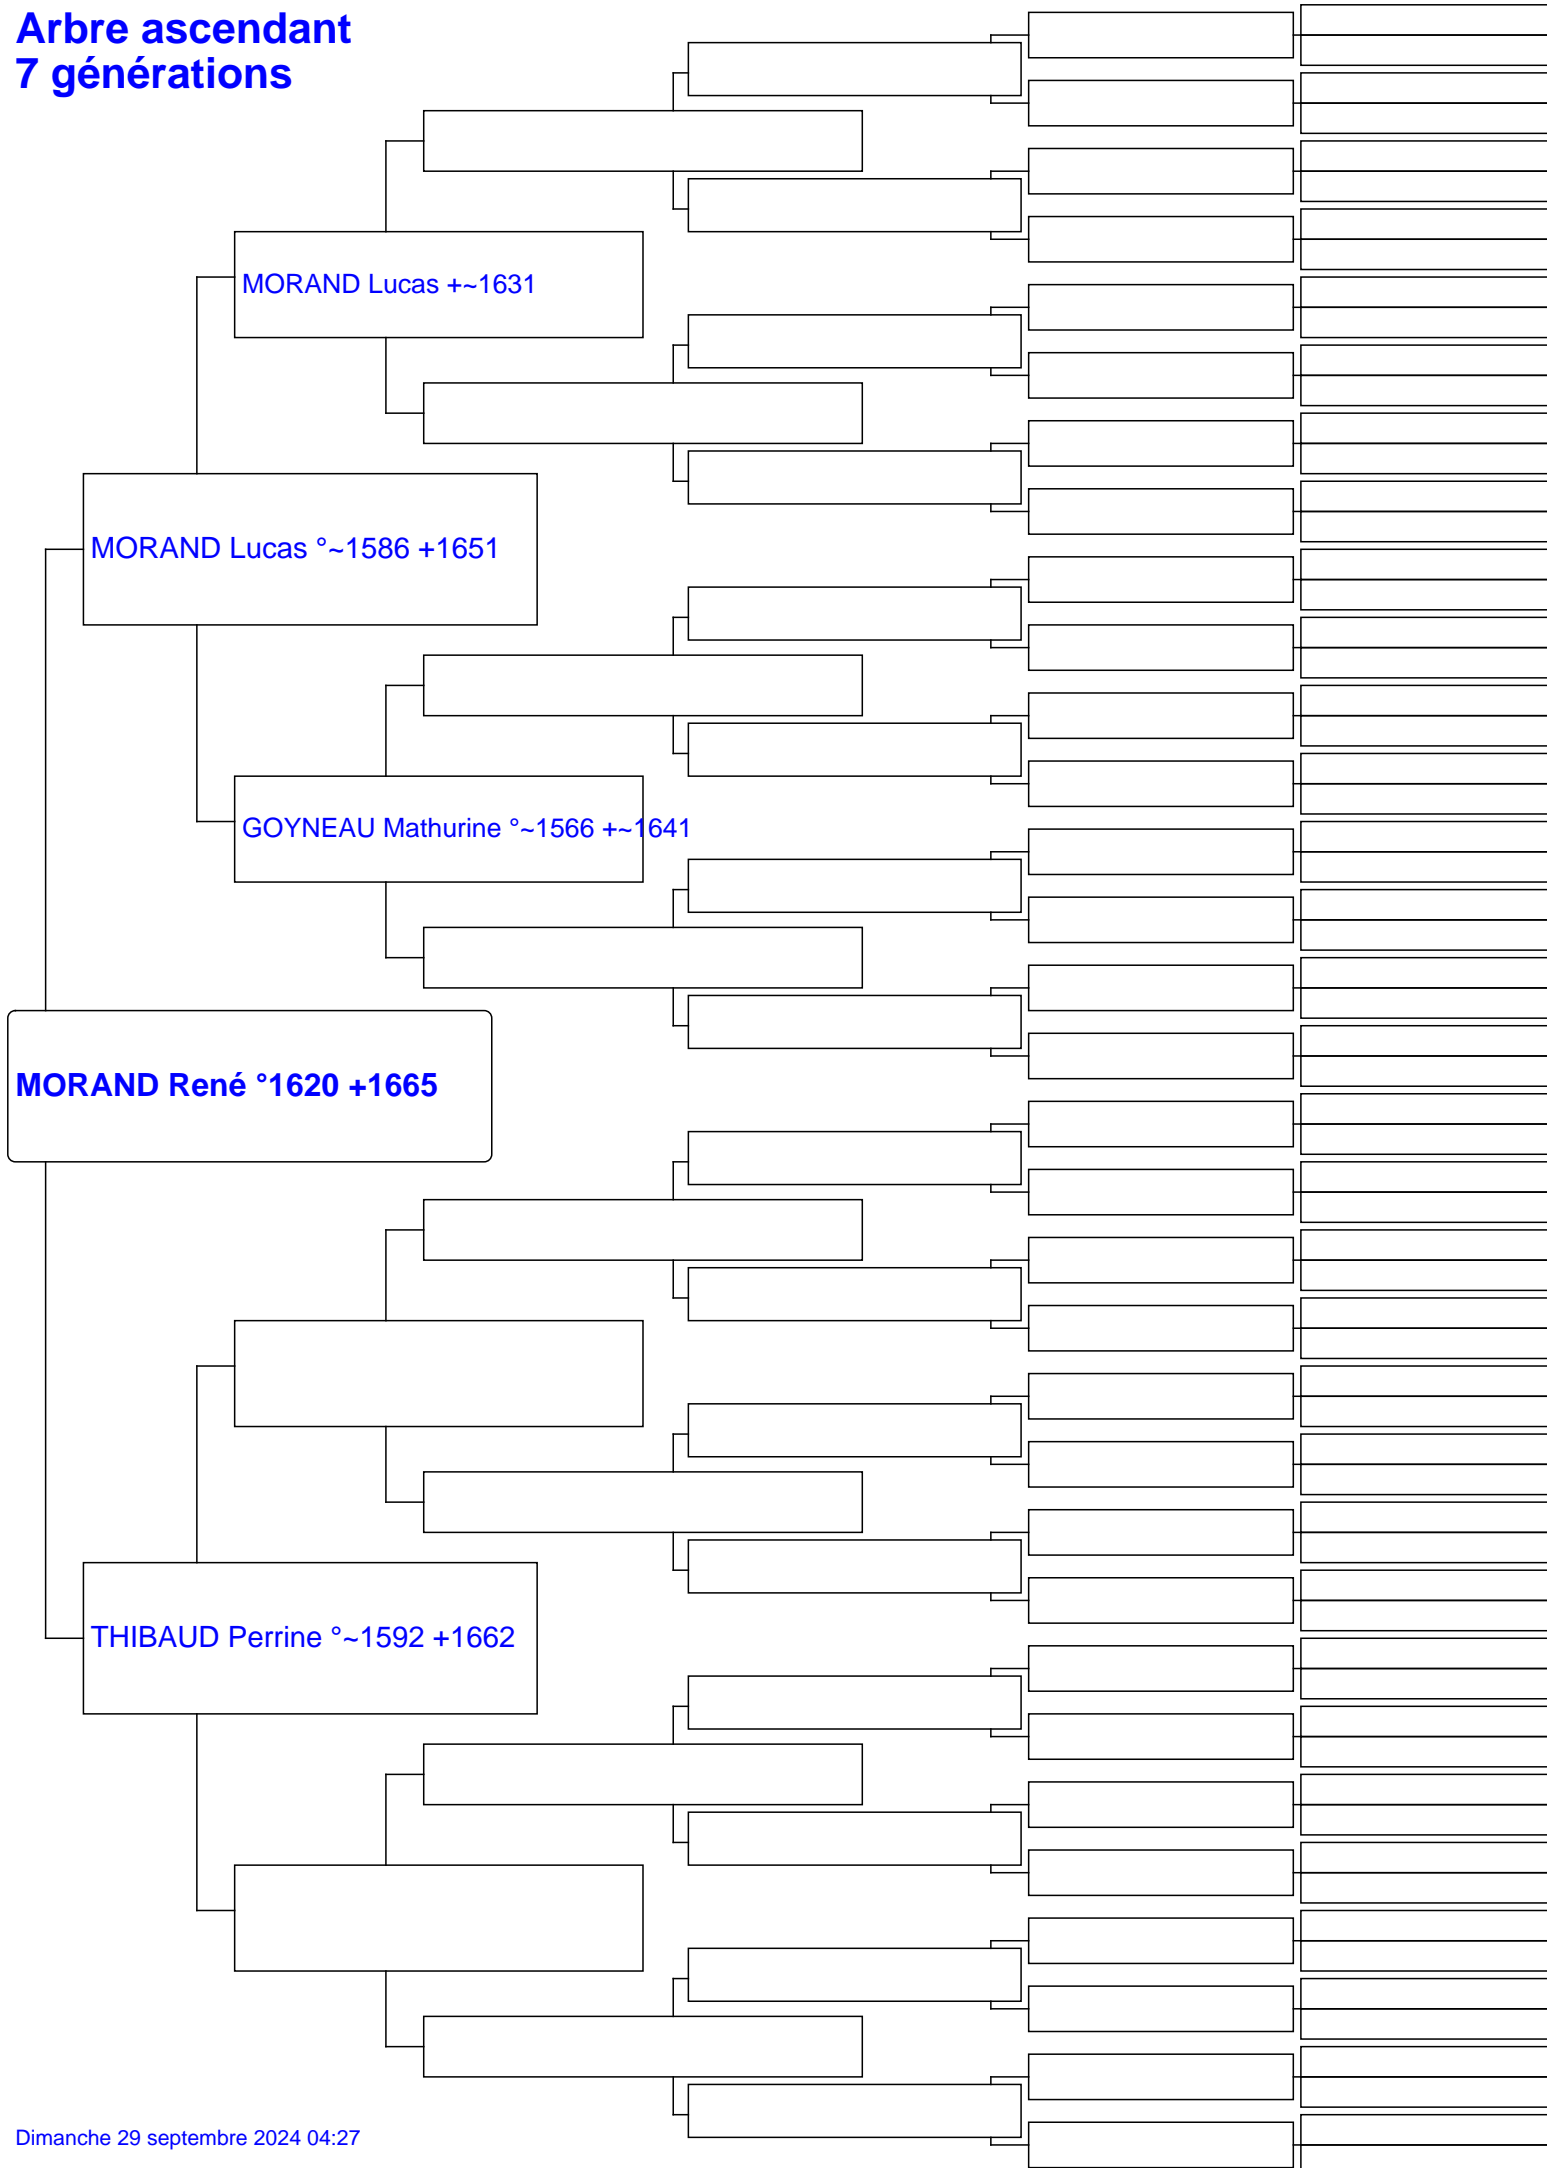 Arbre ascendant
7 générations
MORAND Lucas +~1631
MORAND Lucas °~1586 +1651
GOYNEAU Mathurine °~1566 +~1641
MORAND René °1620 +1665
THIBAUD Perrine °~1592 +1662
Dimanche 29 septembre 2024 04:27